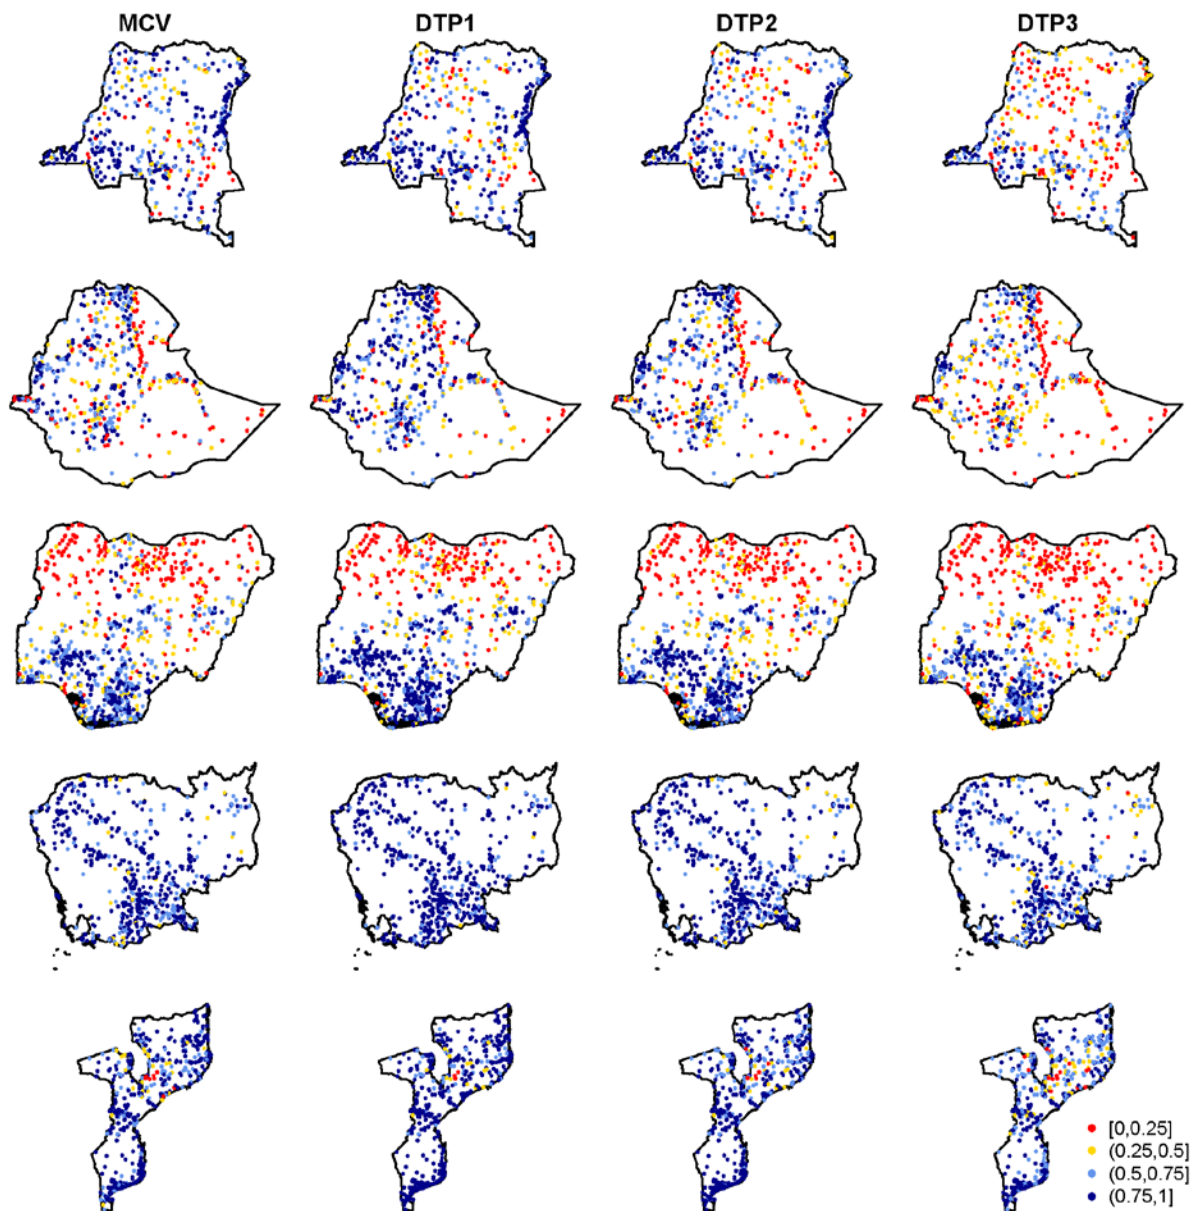 MCV DTP1 DTP2 DTP3
[0,0.25]
(0.25,0.5]
(0.5,0.75]
(0.75,1]